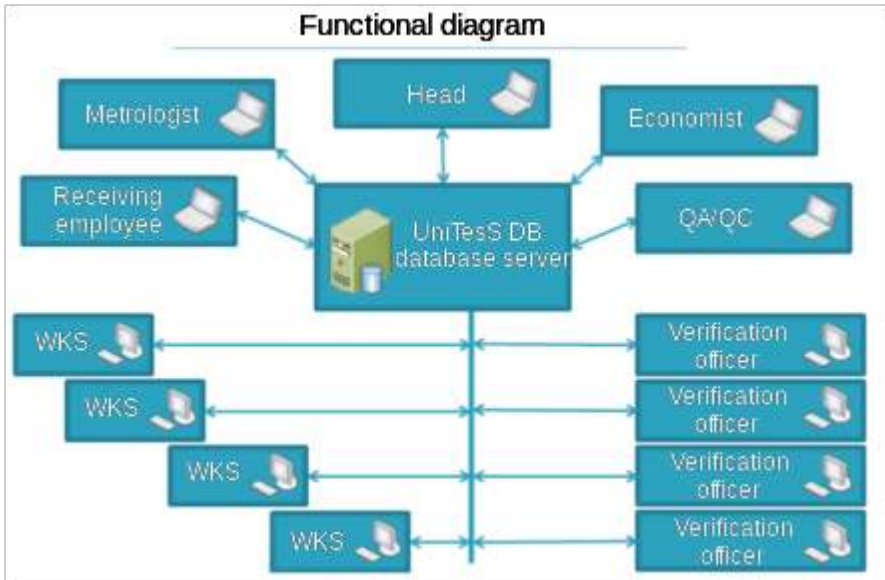 Functional diagram
Metrologist
Head
Economist
Receiving
employee
UniTesS DB
database server
QA/QC
WKS
Verification
officer
WKS
Verification
officer
WKS
Verification
officer
WKS
Verification
officer